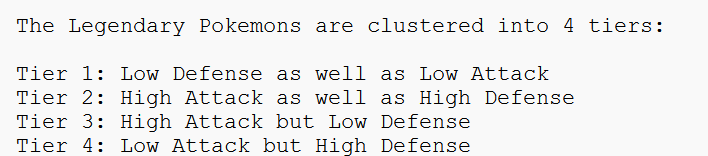 The Legendary Pokemons are clustered into 4 tiers:
Tier 1: Low Defense as well as Low Attack
Tier 2: High Attack as well as High Defense
Tier 3: High Attack but Low Defense
Tier 4: Low Attack but High Defense